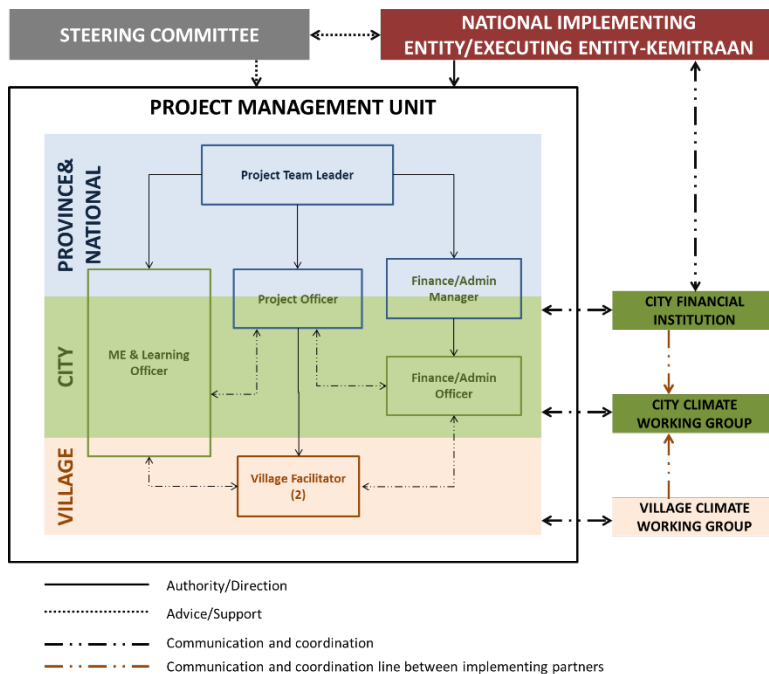 STEERING COMMITTEE
NATIONAL IMPLEMENTING
ENTITY/EXECUTING ENTITY-KEMITRAAN
PROJECT MANAGEMENT UNIT
PROVINCE&
NATIONAL
Project Team Leader
Project Officer
Finance/Admin
Manager
CITY FINANCIAL
INSTITUTION
CITY
ME & Learning
Officer
Finance/Admin
Officer
CITY CLIMATE
WORKING GROUP
VILLAGE
Village Facilitator
(2)
VILLAGE CLIMATE
WORKING GROUP
Authority/Direction
Advice/Support
Communication and coordination
Communication and coordination line between implementing partners